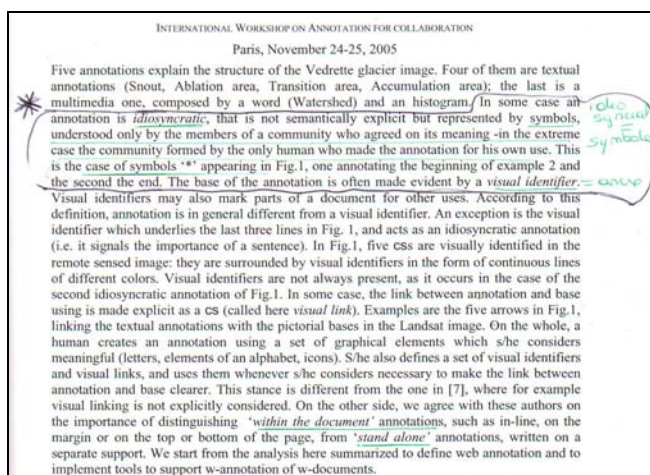 INTERNATIONAL WORKSHOP ON ANNOTATION FOR COLLABORATION
Paris, November 24-25, 2005
Five annotations explain the structure of the Vedrette glacier image. Four of them are textual
annotations (Snout, Ablation area, Transition area, Accumulation area); the last is a
multimedia one, composed by a word (Watershed) and an histogram. In some case an
annotation is idiosyncratic, that is not semantically explicit but represented by symbols,
understood only by the members of a community who agreed on its meaning -in the extreme
case the community formed by the only human who made the annotation for his own use. This
is the case of symbols '*' appearing in Fig.1, one annotating the beginning of example 2 and
the second the end. The base of the annotation is often made evident by a visual identifier.
Visual identifiers may also mark parts of a document for other uses. According to this
definition, annotation is in general different from a visual identifier. An exception is the visual
identifier which underlies the last three lines in Fig. 1, and acts as an idiosyncratic annotation
(i.e. it signals the importance of a sentence). In Fig.1, five css are visually identified in the
remote sensed image: they are surrounded by visual identifiers in the form of continuous lines
of different colors. Visual identifiers are not always present, as it occurs in the case of the
second idiosyncratic annotation of Fig.1. In some case, the link between annotation and base
using is made explicit as a cs (called here visual link). Examples are the five arrows in Fig.1,
linking the textual annotations with the pictorial bases in the Landsat image. On the whole, a
human creates an annotation using a set of graphical elements which s/he considers
meaningful (letters, elements of an alphabet, icons). S/he also defines a set of visual identifiers
and visual links, and uses them whenever s/he considers necessary to make the link between
annotation and base clearer. This stance is different from the one in [7], where for example
visual linking is not explicitly considered. On the other side, we agree with these authors on
the importance of distinguishing 'within the document' annotations, such as in-line, on the
margin or on the top or bottom of the page, from 'stand alone' annotations, written on a
separate support. We start from the analysis here summarized to define web annotation and to
implement tools to support w-annotation of w-documents.
idio
symbols